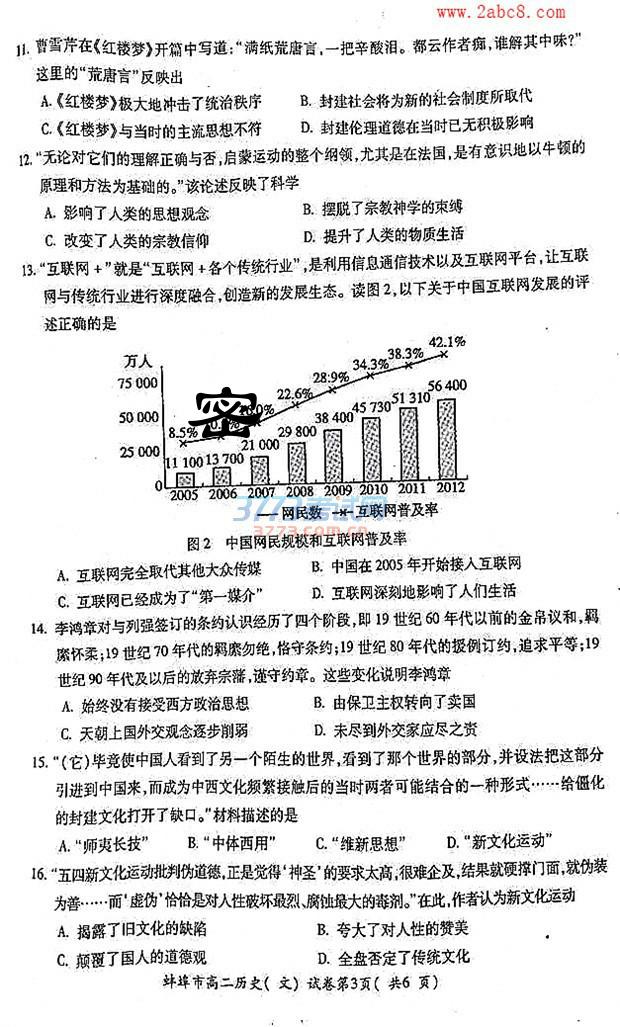 www.2abc8.com
11. 曹雪芹在《红楼梦》开篇中写道：“满纸荒唐言，一把辛酸泪。都云作者痴，谁解其中味？”
这里的“荒唐言”反映出
A.《红楼梦》极大地冲击了统治秩序 B. 封建社会将为新的社会制度所取代
C.《红楼梦》与当时的主流思想不符 D. 封建伦理道德在当时已无积极影响
12. “无论对它们的理解正确与否，启蒙运动的整个纲领，尤其是在法国，是有意识地以牛顿的
原理和方法为基础的。”该论述反映了科学
A. 影响了人类的思想观念 B. 摆脱了宗教神学的束缚
C. 改变了人类的宗教信仰 D. 提升了人类的物质生活
13. “互联网＋”就是“互联网＋各个传统行业”，是利用信息通信技术以及互联网平台，让互联
网与传统行业进行深度融合，创造新的发展生态。读图2，以下关于中国互联网发展的评
述正确的是
万人
75 000
50 000
25 000
0
8.5% 22.6% 28.9% 34.3% 38.3% 42.1%
密
11 100 13 700 21 000 29 800 38 400 45 730 51 310 56 400
2005 2006 2007 2008 2009 2010 2011 2012
网民数 互联网普及率
3773考试网
3773.com.cn
图2 中国网民规模和互联网普及率
A. 互联网完全取代其他大众传媒 B. 中国在2005年开始接入互联网
C. 互联网已经成为了“第一媒介” D. 互联网深刻地影响了人们生活
14. 李鸿章对与列强签订的条约认识经历了四个阶段，即19世纪60年代以前的金帛议和，羁
縻怀柔；19世纪70年代的羁縻勿绝，恪守条约；19世纪80年代的援例订约，追求平等；19
世纪90年代及以后的放弃宗藩，谨守约章。这些变化说明李鸿章
A. 始终没有接受西方政治思想 B. 由保卫主权转向了卖国
C. 天朝上国外交观念逐步削弱 D. 未尽到外交家应尽之责
15. “（它）毕竟使中国人看到了另一个陌生的世界，看到了那个世界的部分，并设法把这部分
引进到中国来，而成为中西文化频繁接触后的当时两者可能结合的一种形式……给僵化
的封建文化打开了缺口。”材料描述的是
A. “师夷长技” B. “中体西用” C. “维新思想” D. “新文化运动”
16. “五四新文化运动批判伪道德，正是觉得‘神圣’的要求太高，很难企及，结果就硬撑门面，就伪装
为善……而‘虚伪’恰恰是对人性破坏最烈、腐蚀最大的毒剂。”在此，作者认为新文化运动
A. 揭露了旧文化的缺陷 B. 夸大了对人性的赞美
C. 颠覆了国人的道德观 D. 全盘否定了传统文化
蚌埠市高二历史（文）试卷第3页（共6页）